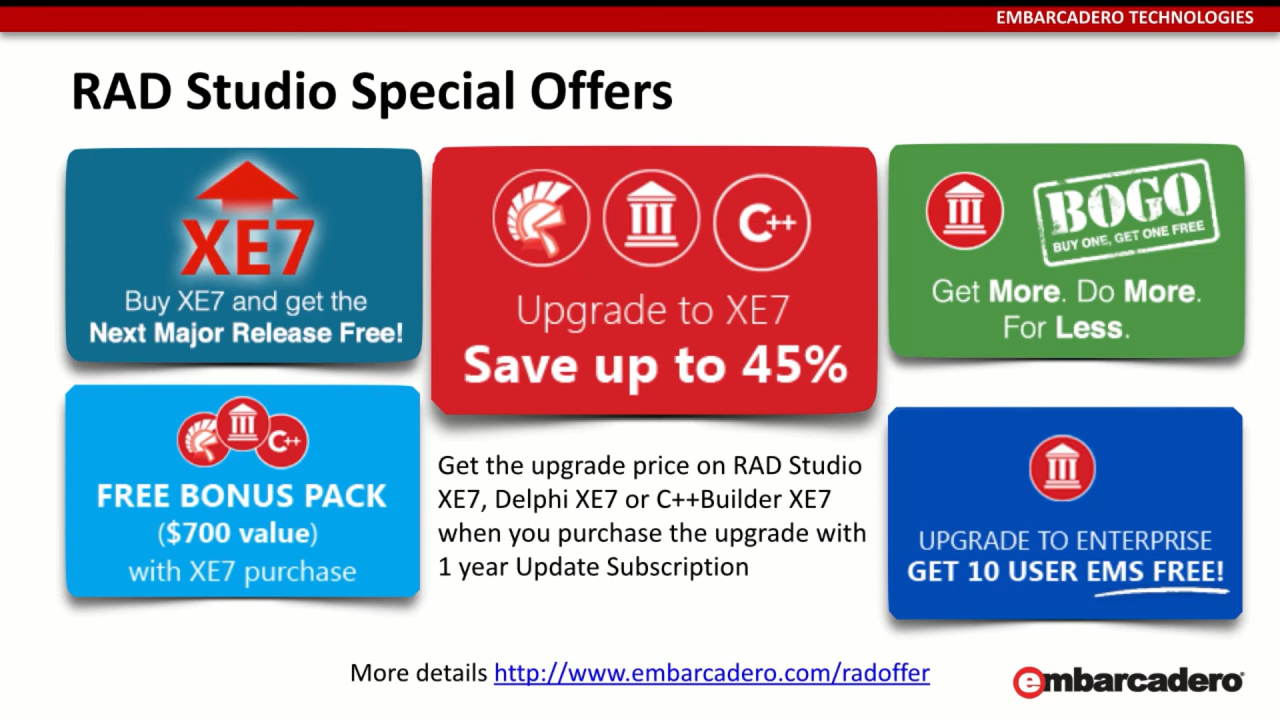 EMBARCADERO TECHNOLOGIES
RAD Studio Special Offers
XE7
Buy XE7 and get the
Next Major Release Free!
C++
Upgrade to XE7
Save up to 45%
BOGO
BUY ONE, GET ONE FREE
Get More. Do More.
For Less.
C++
FREE BONUS PACK
($700 value)
with XE7 purchase
Get the upgrade price on RAD Studio
XE7, Delphi XE7 or C++Builder XE7
when you purchase the upgrade with
1 year Update Subscription
UPGRADE TO ENTERPRISE
GET 10 USER EMS FREE!
More details http://www.embarcadero.com/radoffer
embarcadero